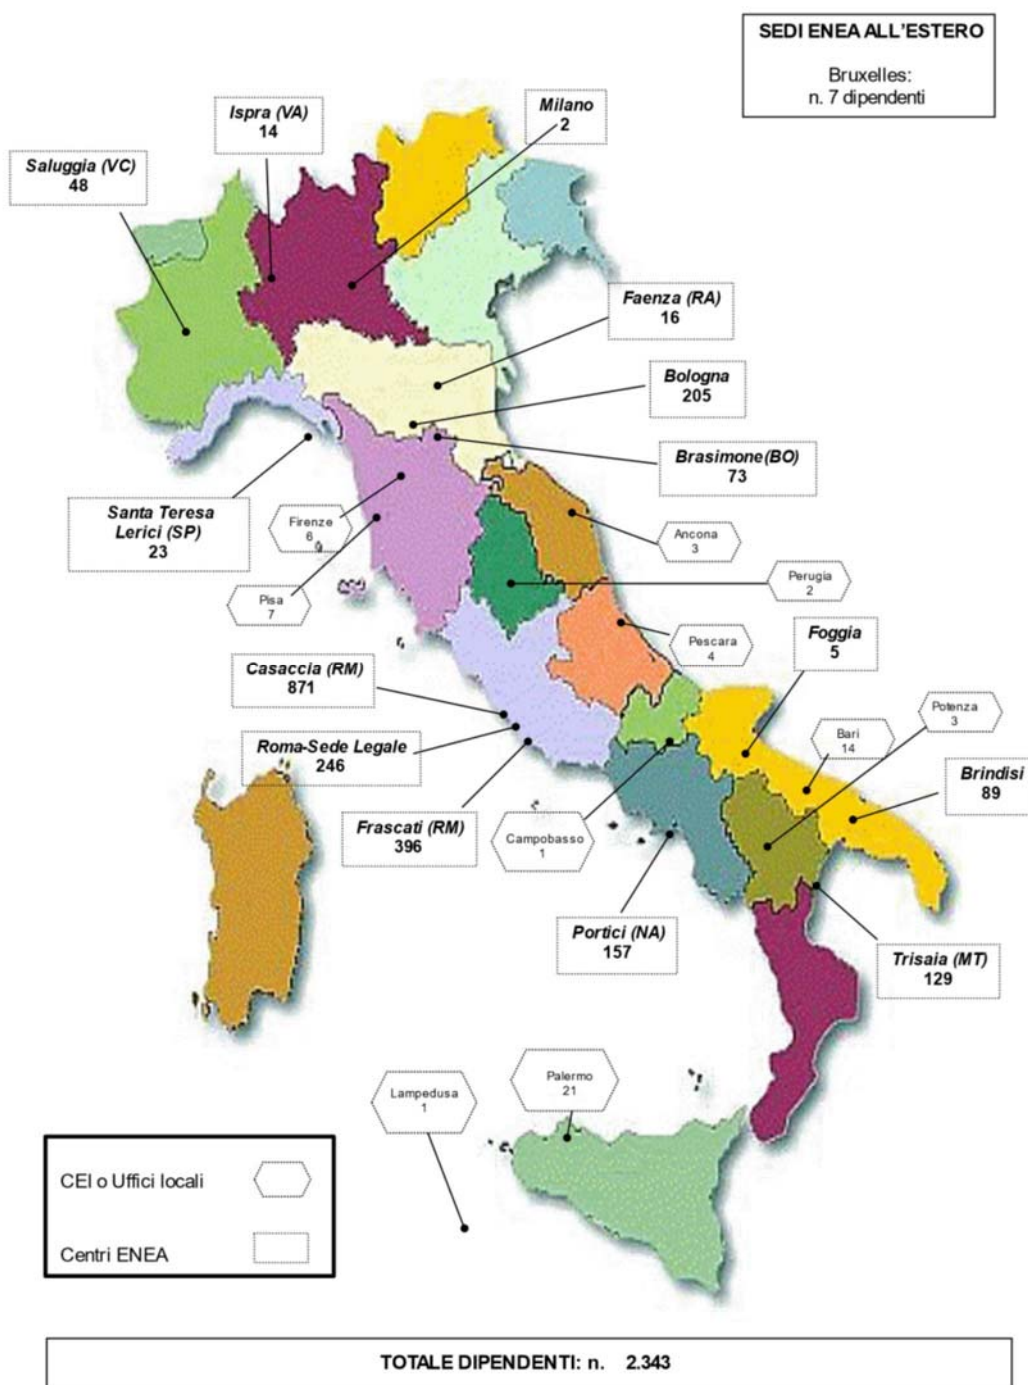 SEDI ENEA ALL'ESTERO
Bruxelles:
n. 7 dipendenti
Ispra (VA)
14
Milano
2
Saluggia (VC)
48
Faenza (RA)
16
Bologna
205
Brasimone(BO)
73
Santa Teresa
Lerici (SP)
23
Firenze
6
Ancona
3
Pisa
7
Perugia
2
Pescara
4
Foggia
5
Casaccia (RM)
871
Potenza
3
Roma-Sede Legale
246
Bari
14
Brindisi
89
Frascati (RM)
396
Campobasso
1
Portici (NA)
157
Trisaia (MT)
129
Lampedusa
1
Palermo
21
CEI o Uffici locali
Centri ENEA
TOTALE DIPENDENTI: n. 2.343